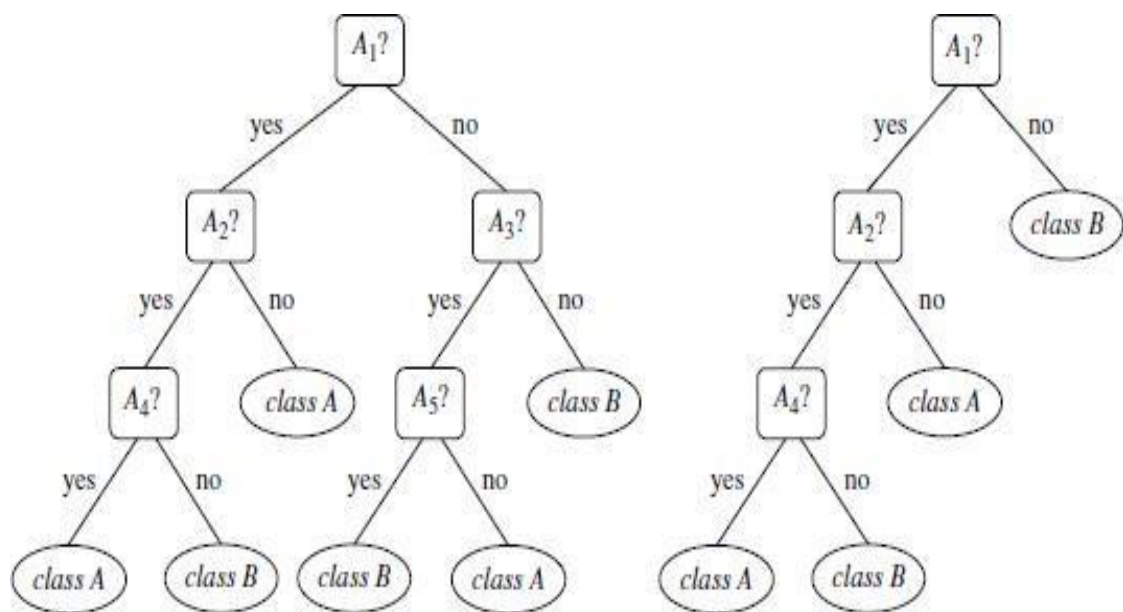 A₁? A₁?
yes no yes no
A₂? A₃? A₂? class B
yes no yes no yes no
A₄? class A A₅? class B A₄? class A
yes no yes no yes no
class A class B class B class A class A class B